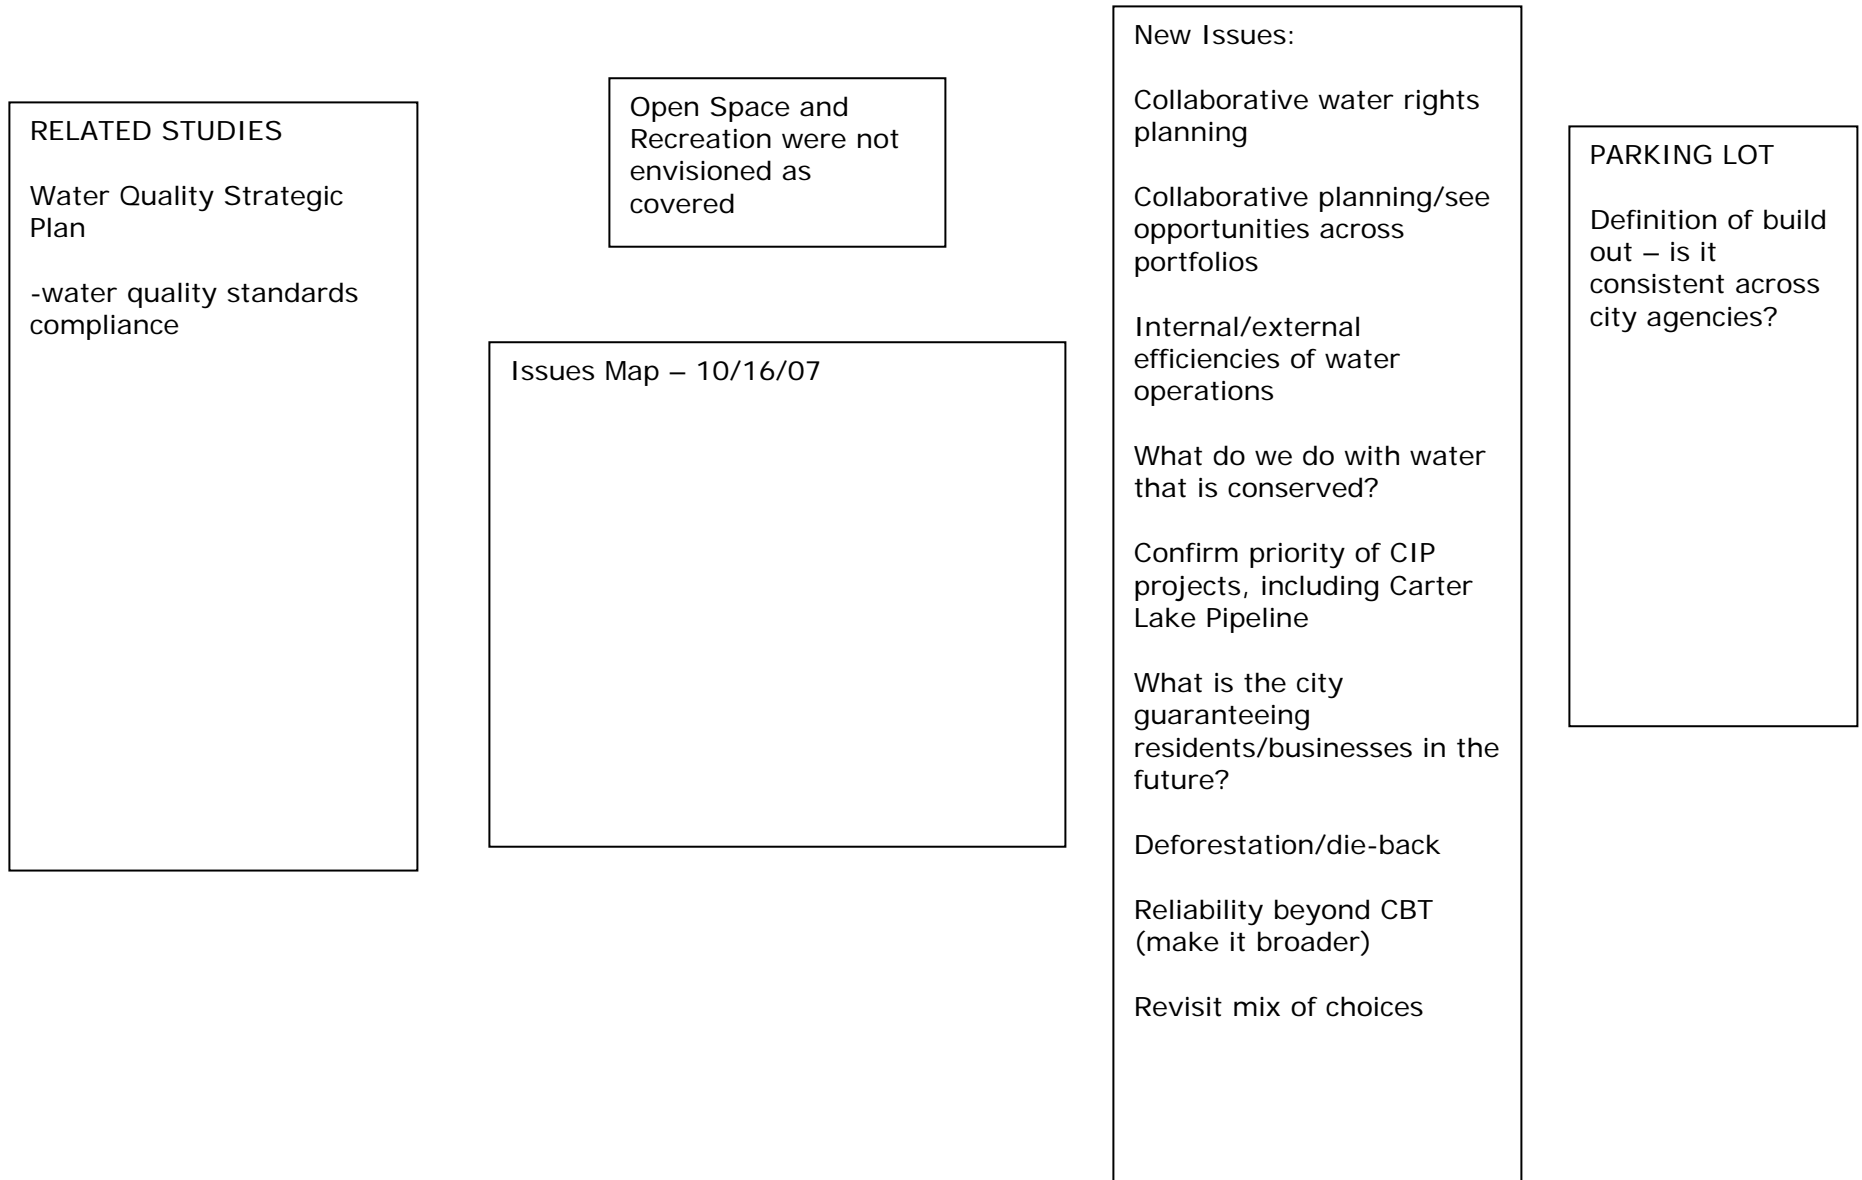 RELATED STUDIES
Water Quality Strategic
Plan
-water quality standards
compliance
Open Space and
Recreation were not
envisioned as
covered
Issues Map – 10/16/07
New Issues:
Collaborative water rights
planning
Collaborative planning/see
opportunities across
portfolios
Internal/external
efficiencies of water
operations
What do we do with water
that is conserved?
Confirm priority of CIP
projects, including Carter
Lake Pipeline
What is the city
guaranteeing
residents/businesses in the
future?
Deforestation/die-back
Reliability beyond CBT
(make it broader)
Revisit mix of choices
PARKING LOT
Definition of build
out – is it
consistent across
city agencies?